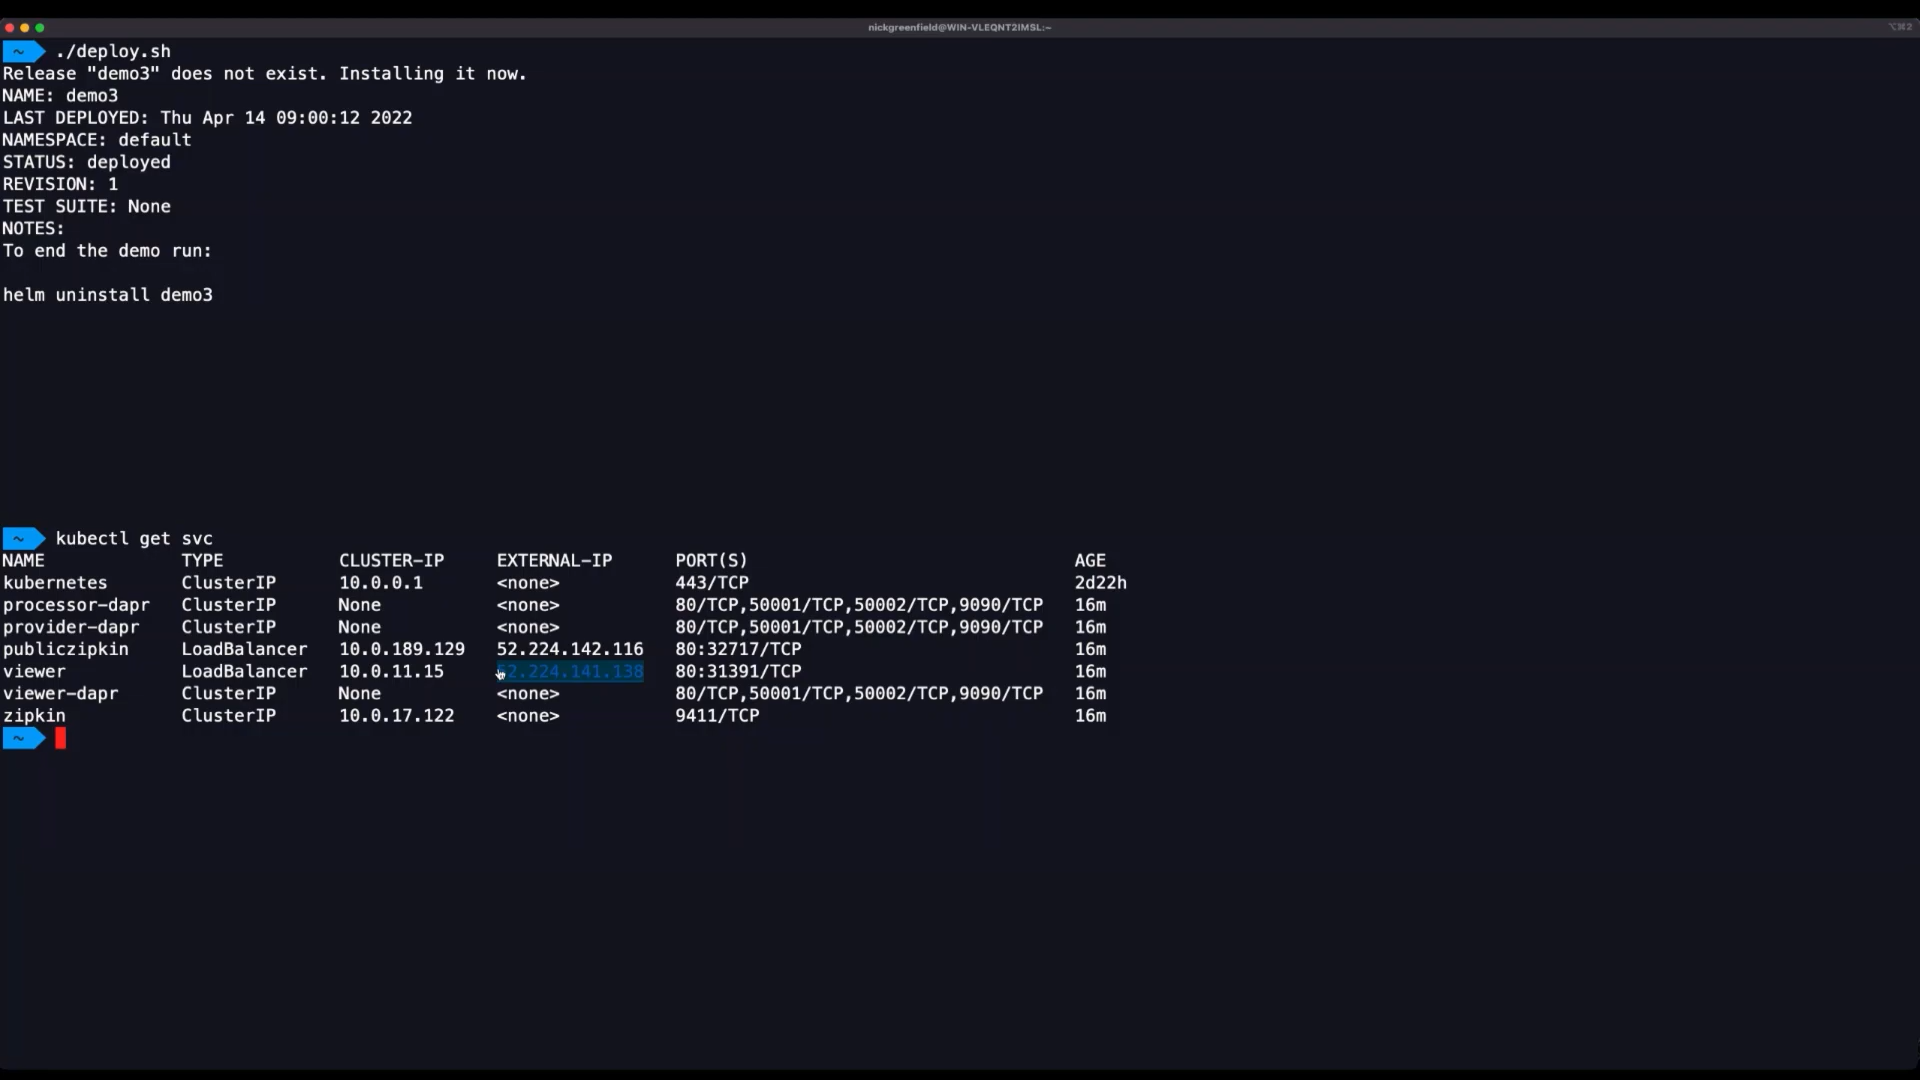 nickgreenfield@WIN-VLEQNT2IMSL:~
⌥⌘2
~ ./deploy.sh
Release "demo3" does not exist. Installing it now.
NAME: demo3
LAST DEPLOYED: Thu Apr 14 09:00:12 2022
NAMESPACE: default
STATUS: deployed
REVISION: 1
TEST SUITE: None
NOTES:
To end the demo run:
helm uninstall demo3
~ kubectl get svc
NAME TYPE CLUSTER-IP EXTERNAL-IP PORT(S) AGE
kubernetes ClusterIP 10.0.0.1 <none> 443/TCP 2d22h
processor-dapr ClusterIP None <none> 80/TCP,50001/TCP,50002/TCP,9090/TCP 16m
provider-dapr ClusterIP None <none> 80/TCP,50001/TCP,50002/TCP,9090/TCP 16m
publiczipkin LoadBalancer 10.0.189.129 52.224.142.116 80:32717/TCP 16m
viewer LoadBalancer 10.0.11.15 52.224.141.138 80:31391/TCP 16m
viewer-dapr ClusterIP None <none> 80/TCP,50001/TCP,50002/TCP,9090/TCP 16m
zipkin ClusterIP 10.0.17.122 <none> 9411/TCP 16m
~